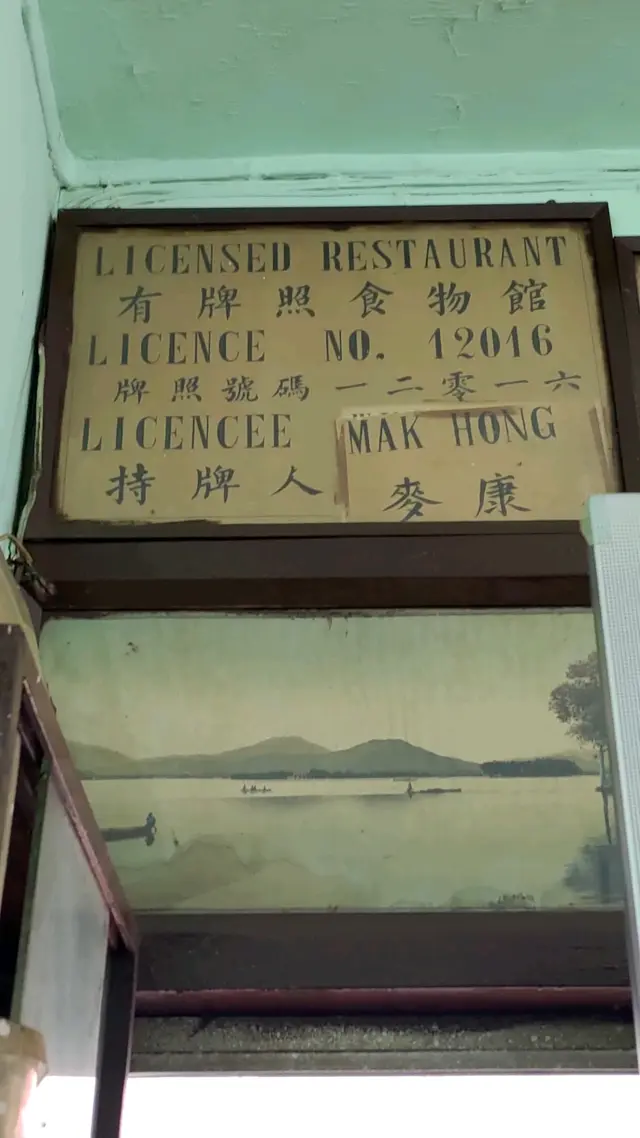 LICENSED RESTAURANT
有牌照食物館
LICENCE NO. 12016
牌照號碼一二零一六
LICENCEE MAK HONG
持牌人 麥康